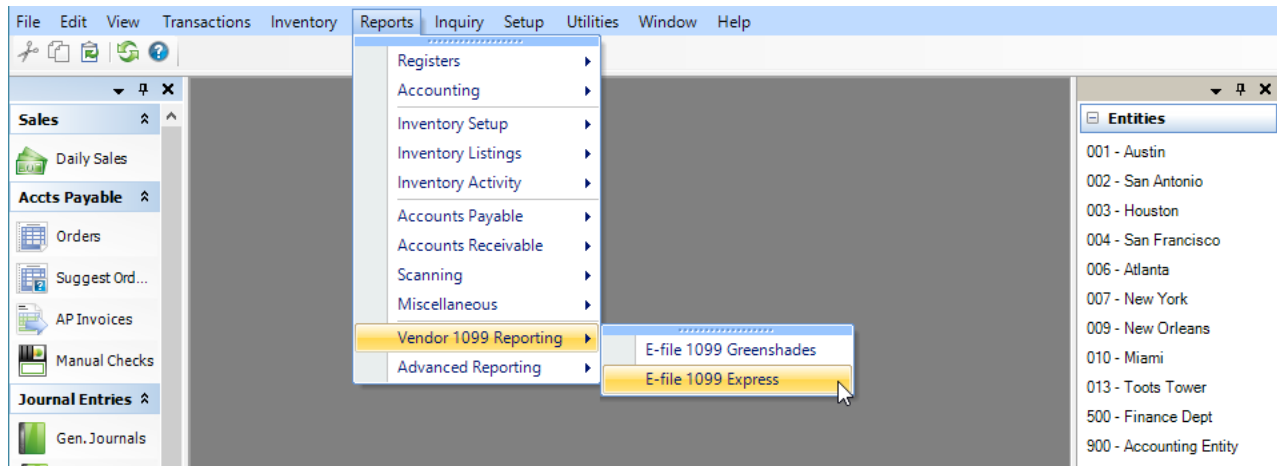 File Edit View Transactions Inventory Reports Inquiry Setup Utilities Window Help
Sales
Daily Sales
Accts Payable
Orders
Suggest Ord...
AP Invoices
Manual Checks
Journal Entries
Gen. Journals
Registers
Accounting
Inventory Setup
Inventory Listings
Inventory Activity
Accounts Payable
Accounts Receivable
Scanning
Miscellaneous
Vendor 1099 Reporting
Advanced Reporting
E-file 1099 Greenshades
E-file 1099 Express
Entities
001 - Austin
002 - San Antonio
003 - Houston
004 - San Francisco
006 - Atlanta
007 - New York
009 - New Orleans
010 - Miami
013 - Toots Tower
500 - Finance Dept
900 - Accounting Entity